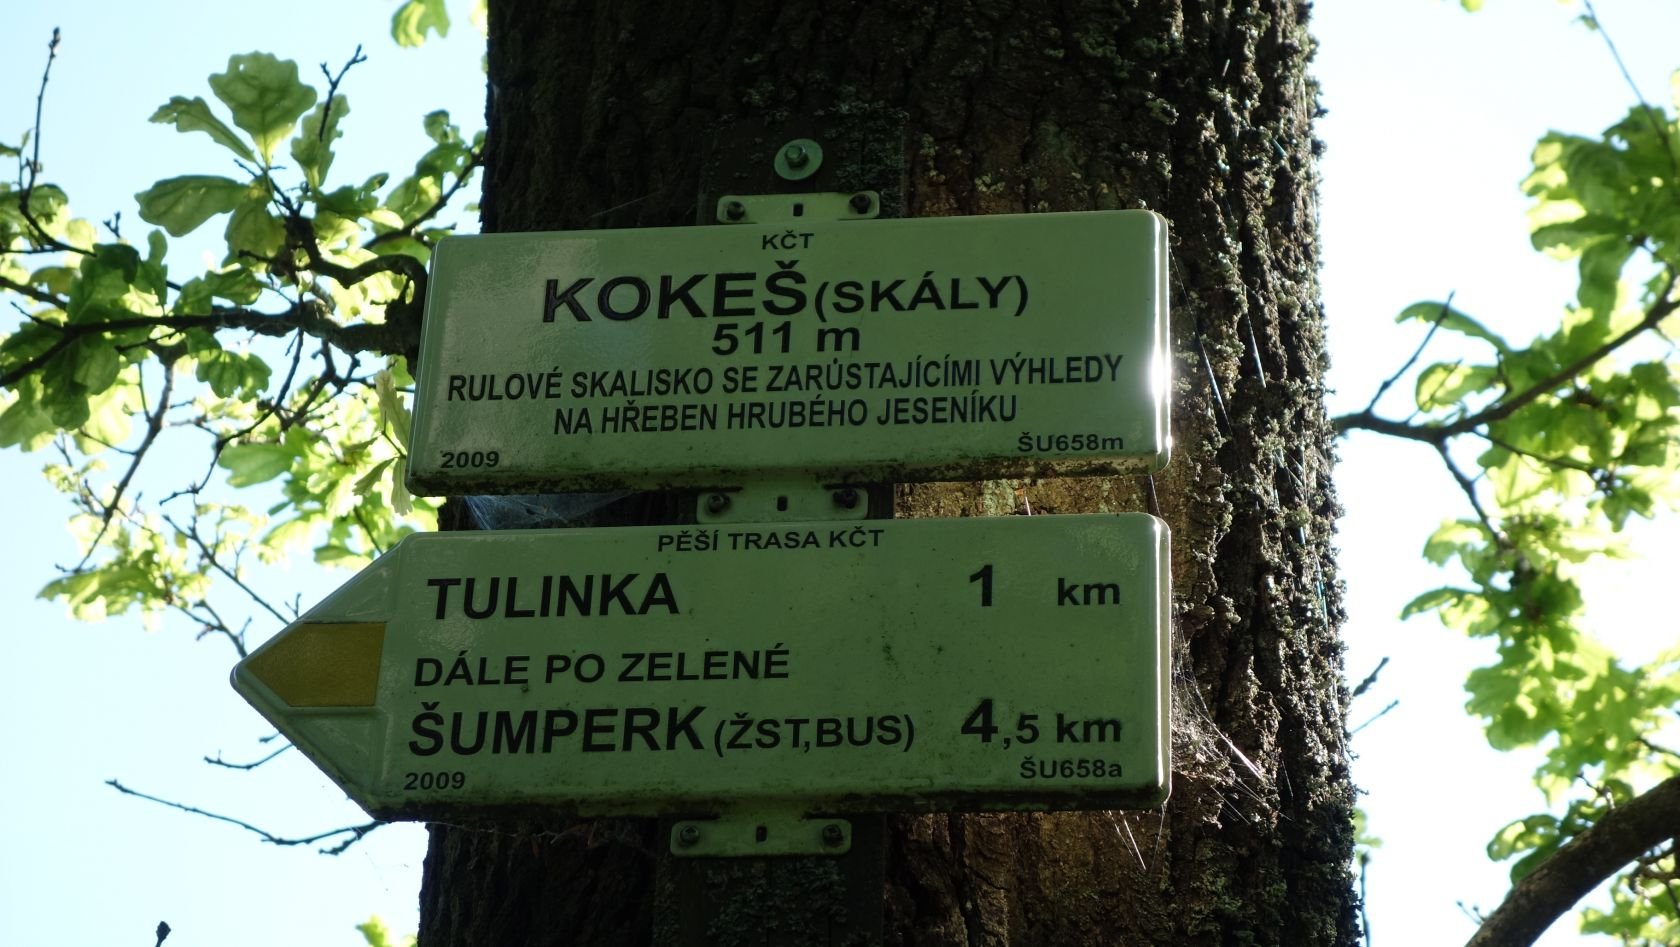 KČT
KOKEŠ (SKÁLY)
511 m
RULOVÉ SKALISKO SE ZARŮSTAJÍCÍMI VÝHLEDY
NA HŘEBEN HRUBÉHO JESENÍKU
2009 ŠU658m
PĚŠÍ TRASA KČT
TULINKA 1 km
DÁLE PO ZELENÉ
ŠUMPERK (ŽST,BUS) 4,5 km
2009 ŠU658a